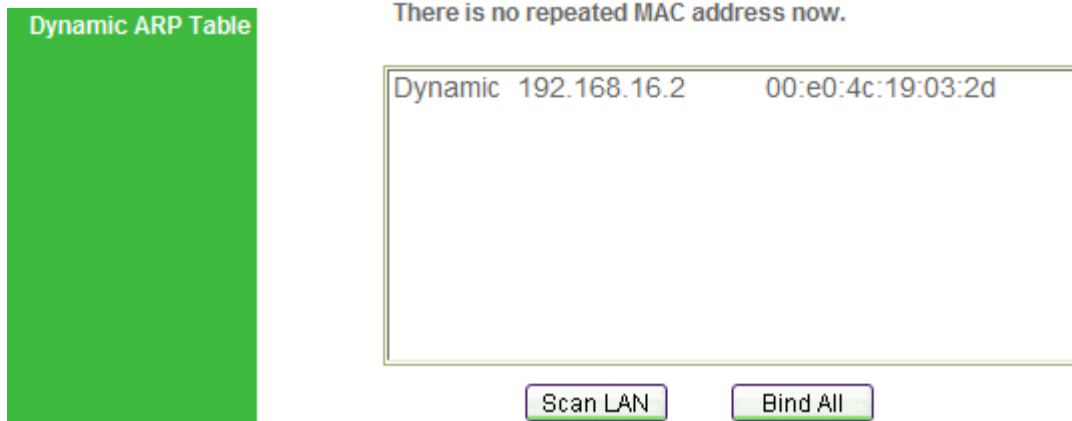 Dynamic ARP Table
There is no repeated MAC address now.
Dynamic 192.168.16.2 00:e0:4c:19:03:2d
Scan LAN Bind All